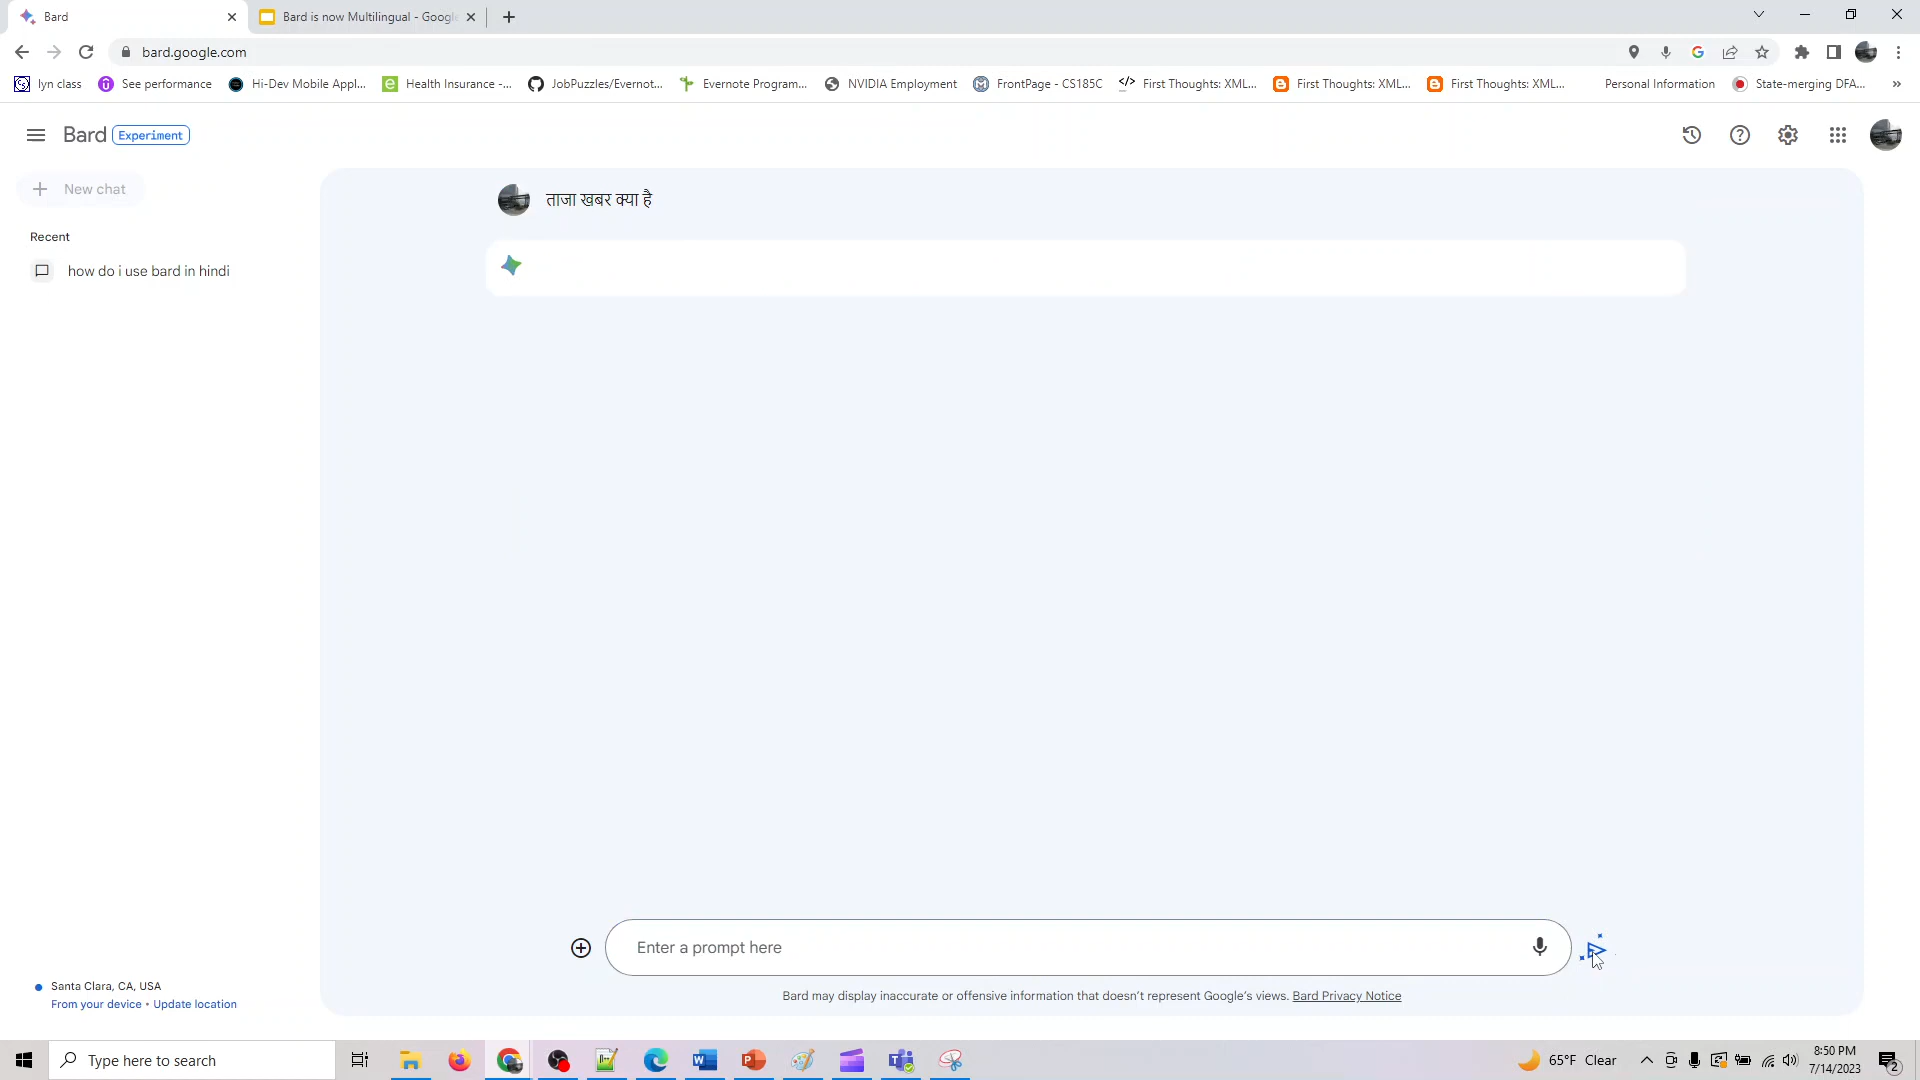 Bard
Bard is now Multilingual - Googl
bard.google.com
lyn class
See performance
Hi-Dev Mobile Appl...
Health Insurance -...
JobPuzzles/Evernot...
Evernote Program...
NVIDIA Employment
FrontPage - CS185C
First Thoughts: XML...
First Thoughts: XML...
First Thoughts: XML...
Personal Information
State-merging DFA...
»
Bard Experiment
New chat
ताजा खबर क्या है
Recent
how do i use bard in hindi
Enter a prompt here
Santa Clara, CA, USA
From your device • Update location
Bard may display inaccurate or offensive information that doesn't represent Google's views. Bard Privacy Notice
Type here to search
65°F Clear
8:50 PM
7/14/2023
2